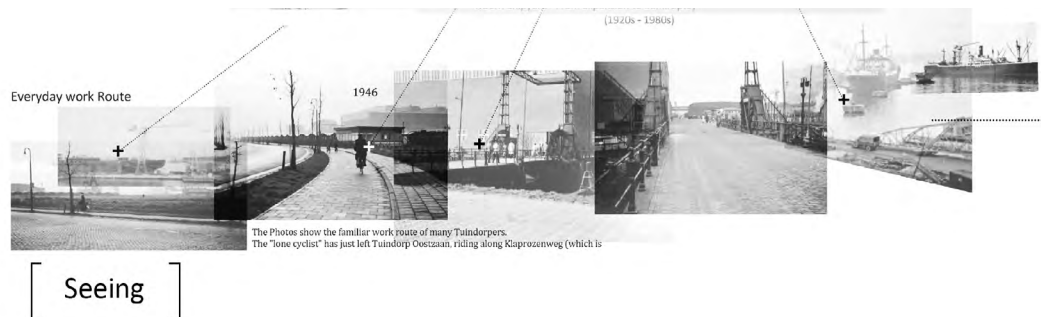 (1920s - 1980s)
Everyday work Route
1946
The Photos show the familiar work route of many Tuindorpers.
The "lone cyclist" has just left Tuindorp Oostzaan, riding along Klaprozenweg (which is
Seeing